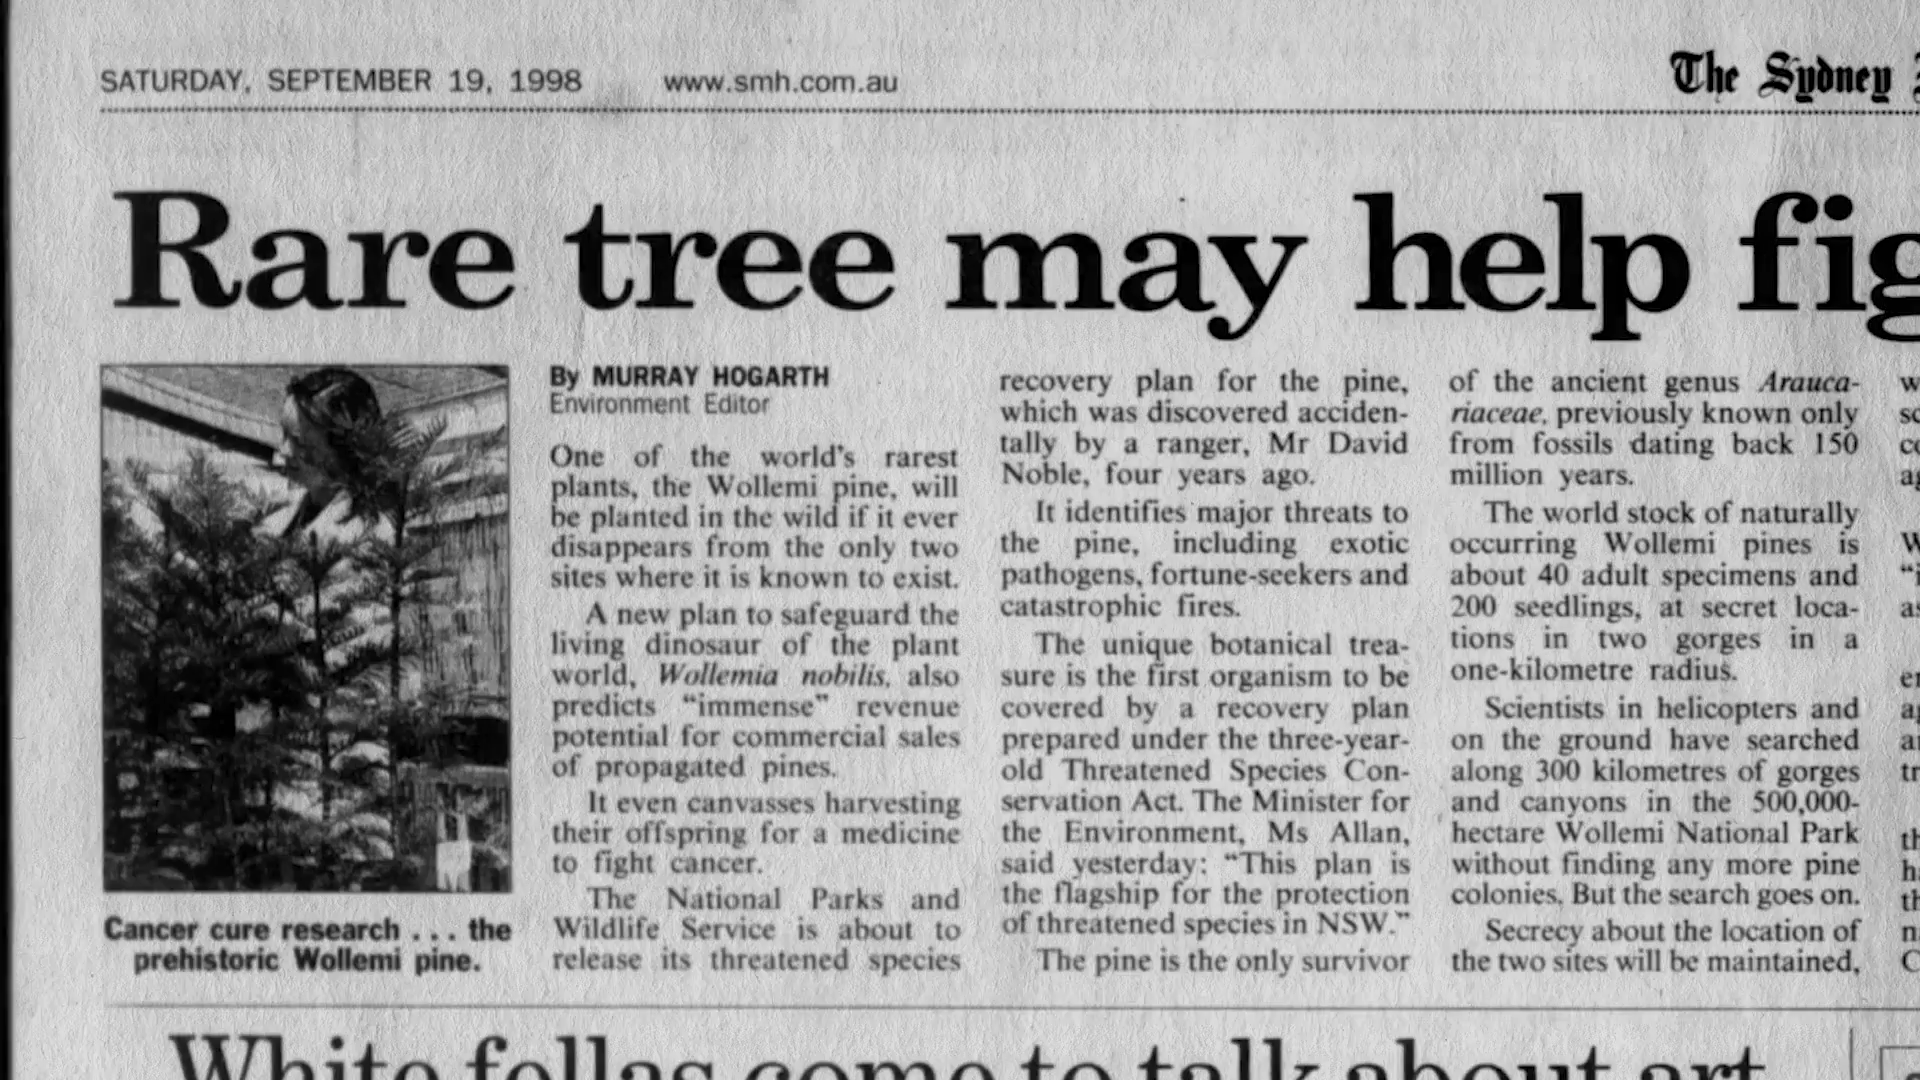 SATURDAY, SEPTEMBER 19, 1998 www.smh.com.au The Sydney
Rare tree may help fig
Cancer cure research . . . the
prehistoric Wollemi pine.
By MURRAY HOGARTH
Environment Editor
One of the world's rarest
plants, the Wollemi pine, will
be planted in the wild if it ever
disappears from the only two
sites where it is known to exist.
A new plan to safeguard the
living dinosaur of the plant
world, Wollemia nobilis, also
predicts “immense” revenue
potential for commercial sales
of propagated pines.
It even canvasses harvesting
their offspring for a medicine
to fight cancer.
The National Parks and
Wildlife Service is about to
release its threatened species
recovery plan for the pine,
which was discovered acciden-
tally by a ranger, Mr David
Noble, four years ago.
It identifies major threats to
the pine, including exotic
pathogens, fortune-seekers and
catastrophic fires.
The unique botanical trea-
sure is the first organism to be
covered by a recovery plan
prepared under the three-year-
old Threatened Species Con-
servation Act. The Minister for
the Environment, Ms Allan,
said yesterday: “This plan is
the flagship for the protection
of threatened species in NSW.”
The pine is the only survivor
of the ancient genus Arauca-
riaceae, previously known only
from fossils dating back 150
million years.
The world stock of naturally
occurring Wollemi pines is
about 40 adult specimens and
200 seedlings, at secret loca-
tions in two gorges in a
one-kilometre radius.
Scientists in helicopters and
on the ground have searched
along 300 kilometres of gorges
and canyons in the 500,000-
hectare Wollemi National Park
without finding any more pine
colonies. But the search goes on.
Secrecy about the location of
the two sites will be maintained,
White fellas come to talk about art